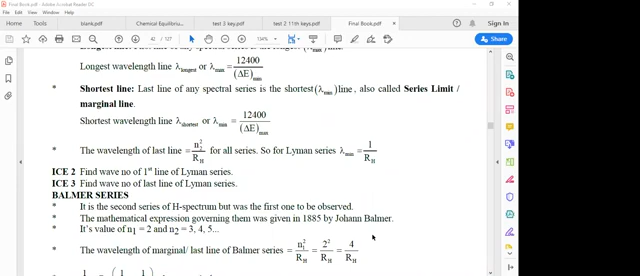 Final Book.pdf - Adobe Acrobat Reader DC
Home Tools blank.pdf Chemical Equilibriu... test 3 key.pdf test 2 11th keys.pdf Final Book.pdf × Sign In
42 / 127 134% Share
Longest wavelength line λlongest or λmax = 12400 / (ΔE)min
* Shortest line: Last line of any spectral series is the shortest (λmin) line, also called Series Limit /
marginal line.
Shortest wavelength line λshortest or λmin = 12400 / (ΔE)
* The wavelength of last line = n²/RH for all series. So for Lyman series λmin = 1/RH
ICE 2 Find wave no of 1st line of Lyman series.
ICE 3 Find wave no of last line of Lyman series.
BALMER SERIES
* It is the second series of H-spectrum but was the first one to be observed.
* The mathematical expression governing them was given in 1885 by Johann Balmer.
* It's value of n1 = 2 and n2 = 3, 4, 5...
The wavelength of marginal/ last line of Balmer series = n1²/RH = 2²/RH = 4/RH